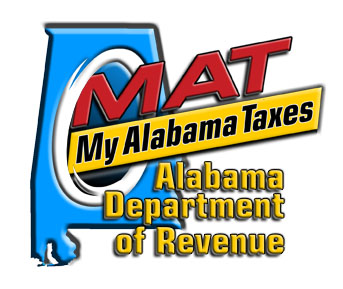 MAT
My Alabama Taxes
Alabama
Department
of Revenue